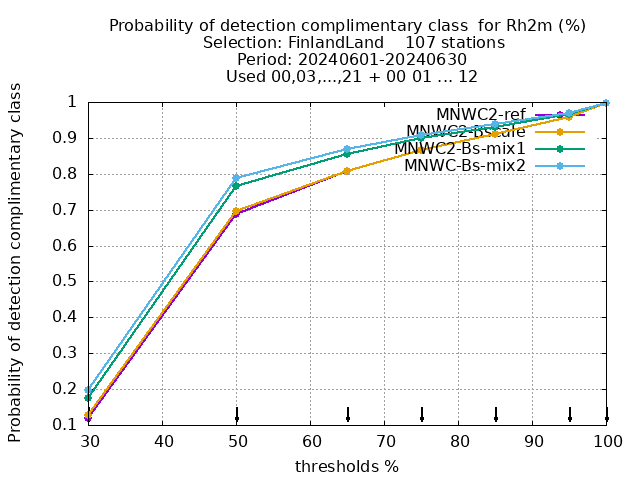 Probability of detection complimentary class  for Rh2m (%)
Selection: FinlandLand    107 stations
Period: 20240601-20240630
Used 00,03,...,21 + 00 01 ... 12
Probability of detection complimentary class
1
0.9
0.8
0.7
0.6
0.5
0.4
0.3
0.2
0.1
MNWC2-ref
MNWC2-Bs-
MNWC2-Bs-mix1
MNWC-Bs-mix2
30 40 50 60 70 80 90 100
thresholds %